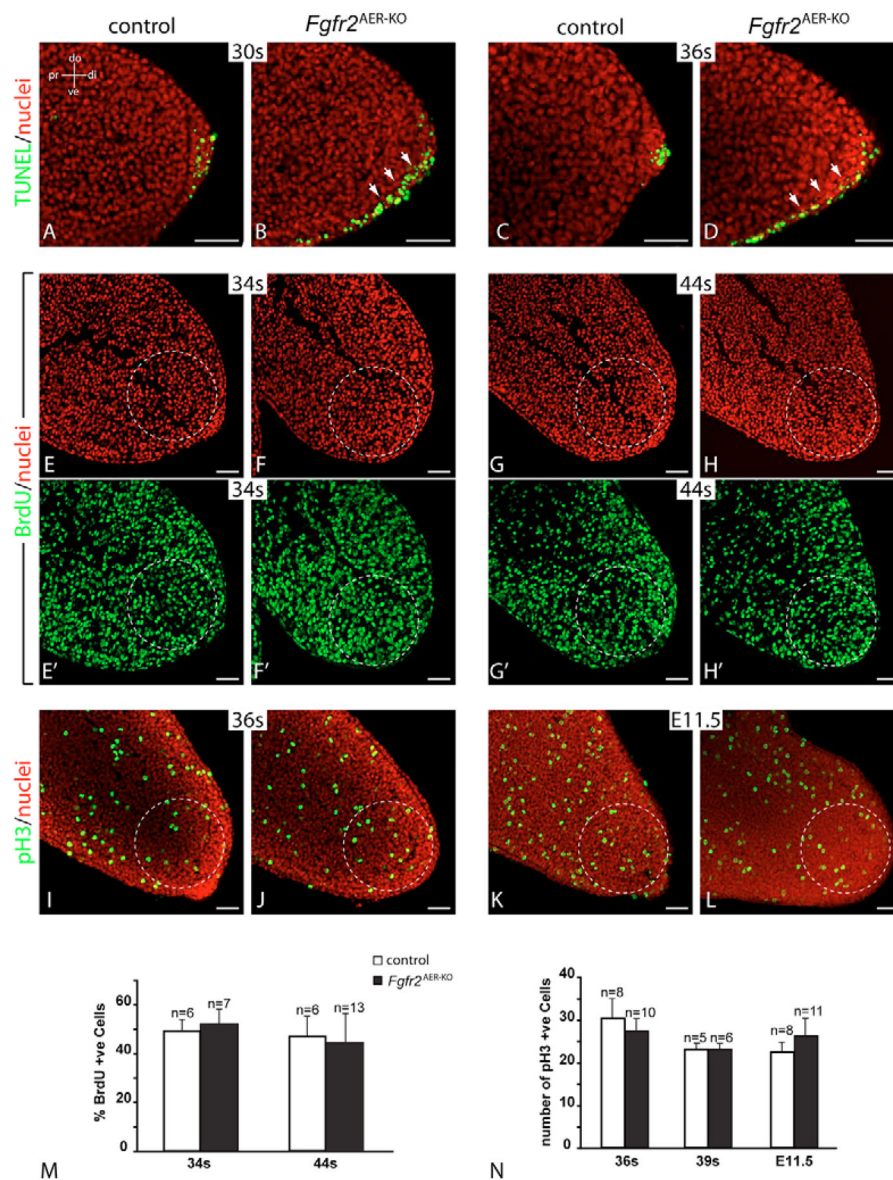 control Fgfr2AER-KO control Fgfr2AER-KO
30s 36s
do
pr di
ve
TUNEL/nuclei
A B C D
34s 44s
BrdU/nuclei
E F G H
34s 44s
E′ F′ G′ H′
36s E11.5
pH3/nuclei
I J K L
control
Fgfr2AER-KO
% BrdU +ve Cells
60
40
20
0
n=6 n=7 n=6 n=13
34s 44s
M
number of pH3 +ve Cells
40
30
20
10
0
n=8 n=10 n=5 n=6 n=8 n=11
36s 39s E11.5
N